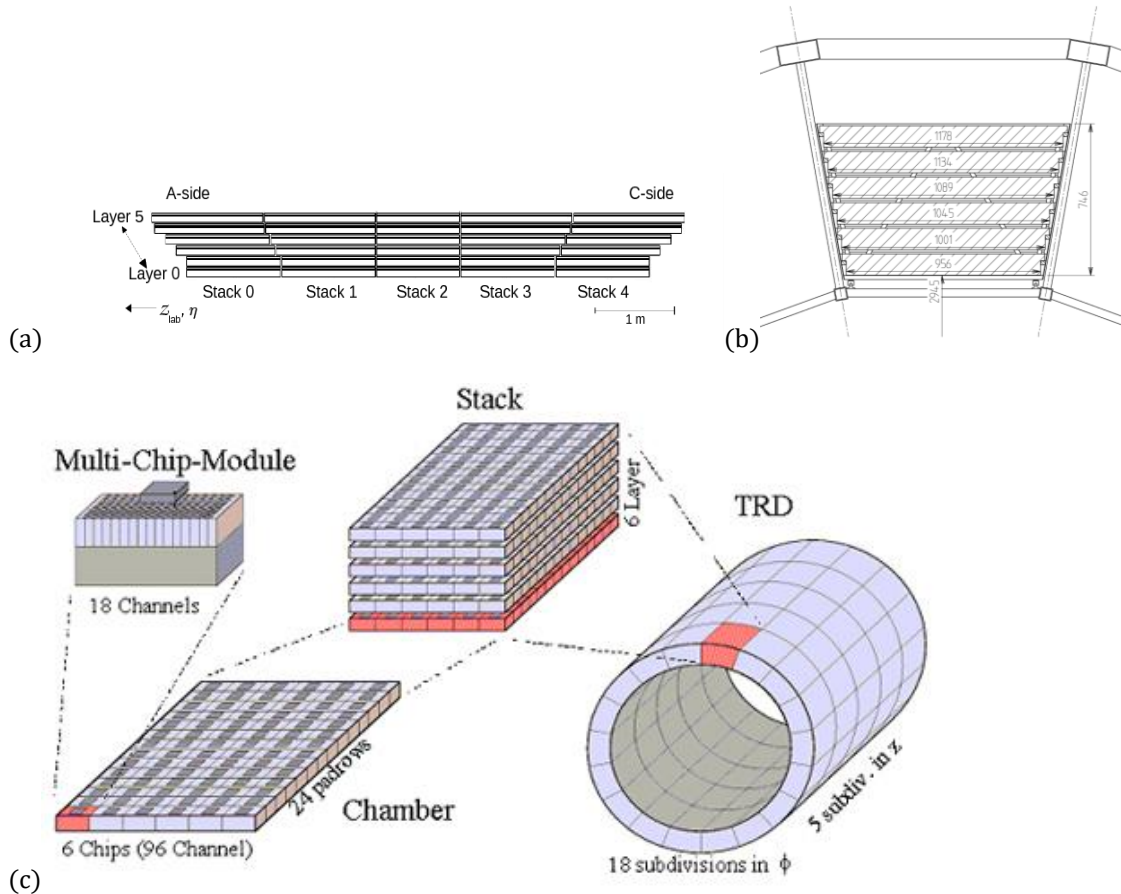 A-side
C-side
Layer 5
Layer 0
Stack 0
Stack 1
Stack 2
Stack 3
Stack 4
z_lab, η
1 m
(a)
1178
1134
1089
1045
1001
956
746
2945
(b)
Stack
Multi-Chip-Module
6 Layer
TRD
18 Channels
24 padrows
Chamber
6 Chips (96 Channel)
5 subdiv. in z
18 subdivisions in ϕ
(c)